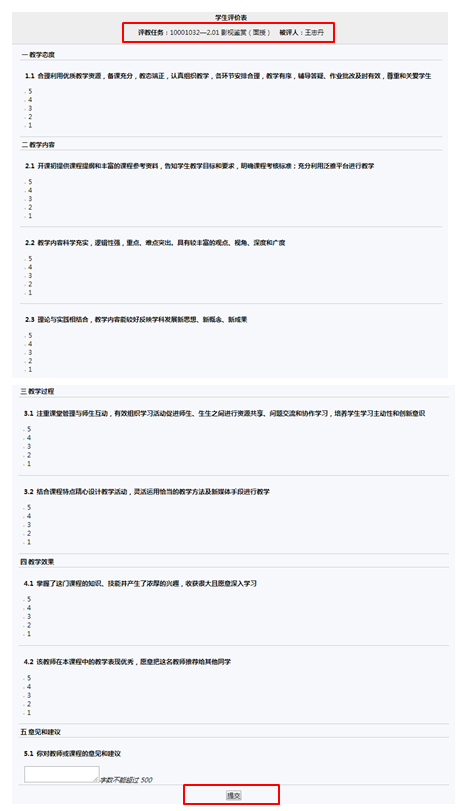 学生评价表
评教任务：10001032—2.01 影视鉴赏（面授） 被评人：王志丹
一 教学态度
1.1 合理利用优质教学资源，备课充分，教态端正，认真组织教学，各环节安排合理，教学有序，辅导答疑、作业批改及时有效，尊重和关爱学生
5
4
3
2
1
二 教学内容
2.1 开课初提供课程提纲和丰富的课程参考资料，告知学生教学目标和要求，明确课程考核标准；充分利用泛雅平台进行教学
5
4
3
2
1
2.2 教学内容科学充实，逻辑性强，重点、难点突出。具有较丰富的观点、视角、深度和广度
5
4
3
2
1
2.3 理论与实践相结合，教学内容能较好反映学科发展新思想、新概念、新成果
5
4
3
2
1
三 教学过程
3.1 注重课堂管理与师生互动，有效组织学习活动促进师生、生生之间进行资源共享、问题交流和协作学习，培养学生学习主动性和创新意识
5
4
3
2
1
3.2 结合课程特点精心设计教学活动，灵活运用恰当的教学方法及新媒体手段进行教学
5
4
3
2
1
四 教学效果
4.1 掌握了这门课程的知识、技能并产生了浓厚的兴趣，收获很大且愿意深入学习
5
4
3
2
1
4.2 该教师在本课程中的教学表现优秀，愿意把这名教师推荐给其他同学
5
4
3
2
1
五 意见和建议
5.1 你对教师或课程的意见和建议
字数不能超过 500
提交